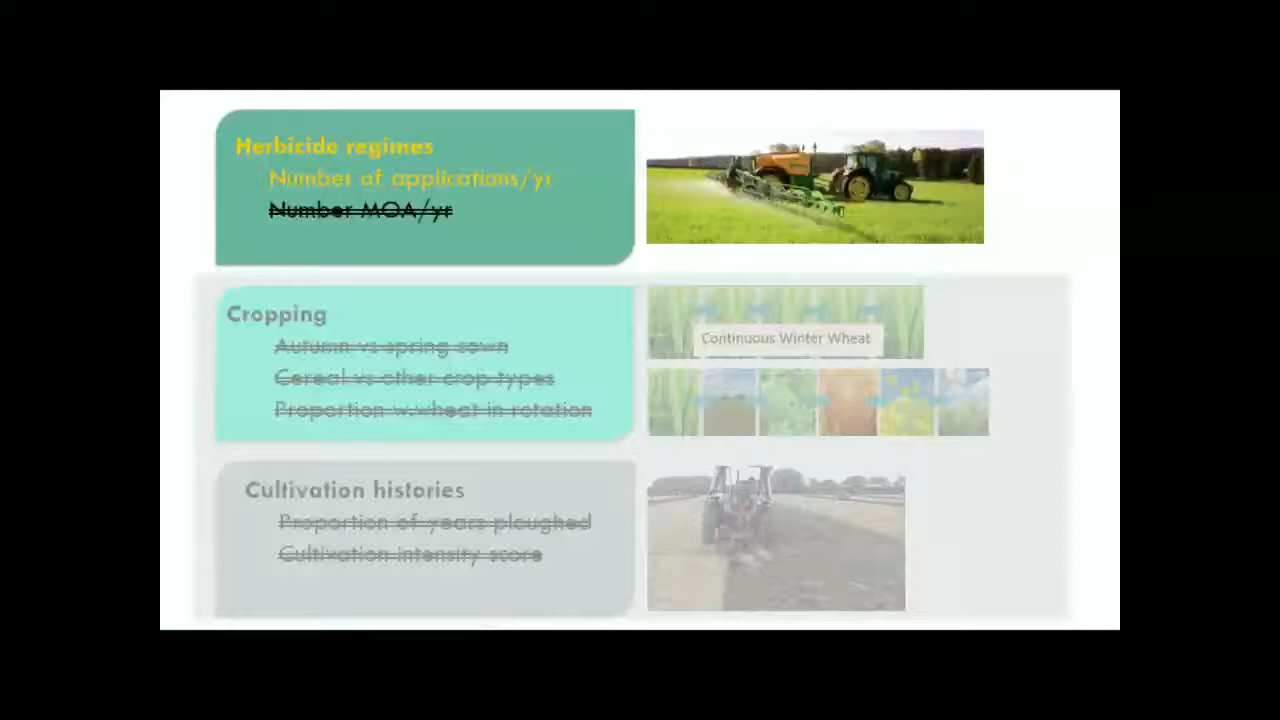 Herbicide regimes
Number of applications/yr
Number MOA/yr
Cropping
Autumn vs spring sown
Cereal vs other crop types
Proportion w.wheat in rotation
Continuous Winter Wheat
Cultivation histories
Proportion of years ploughed
Cultivation intensity score